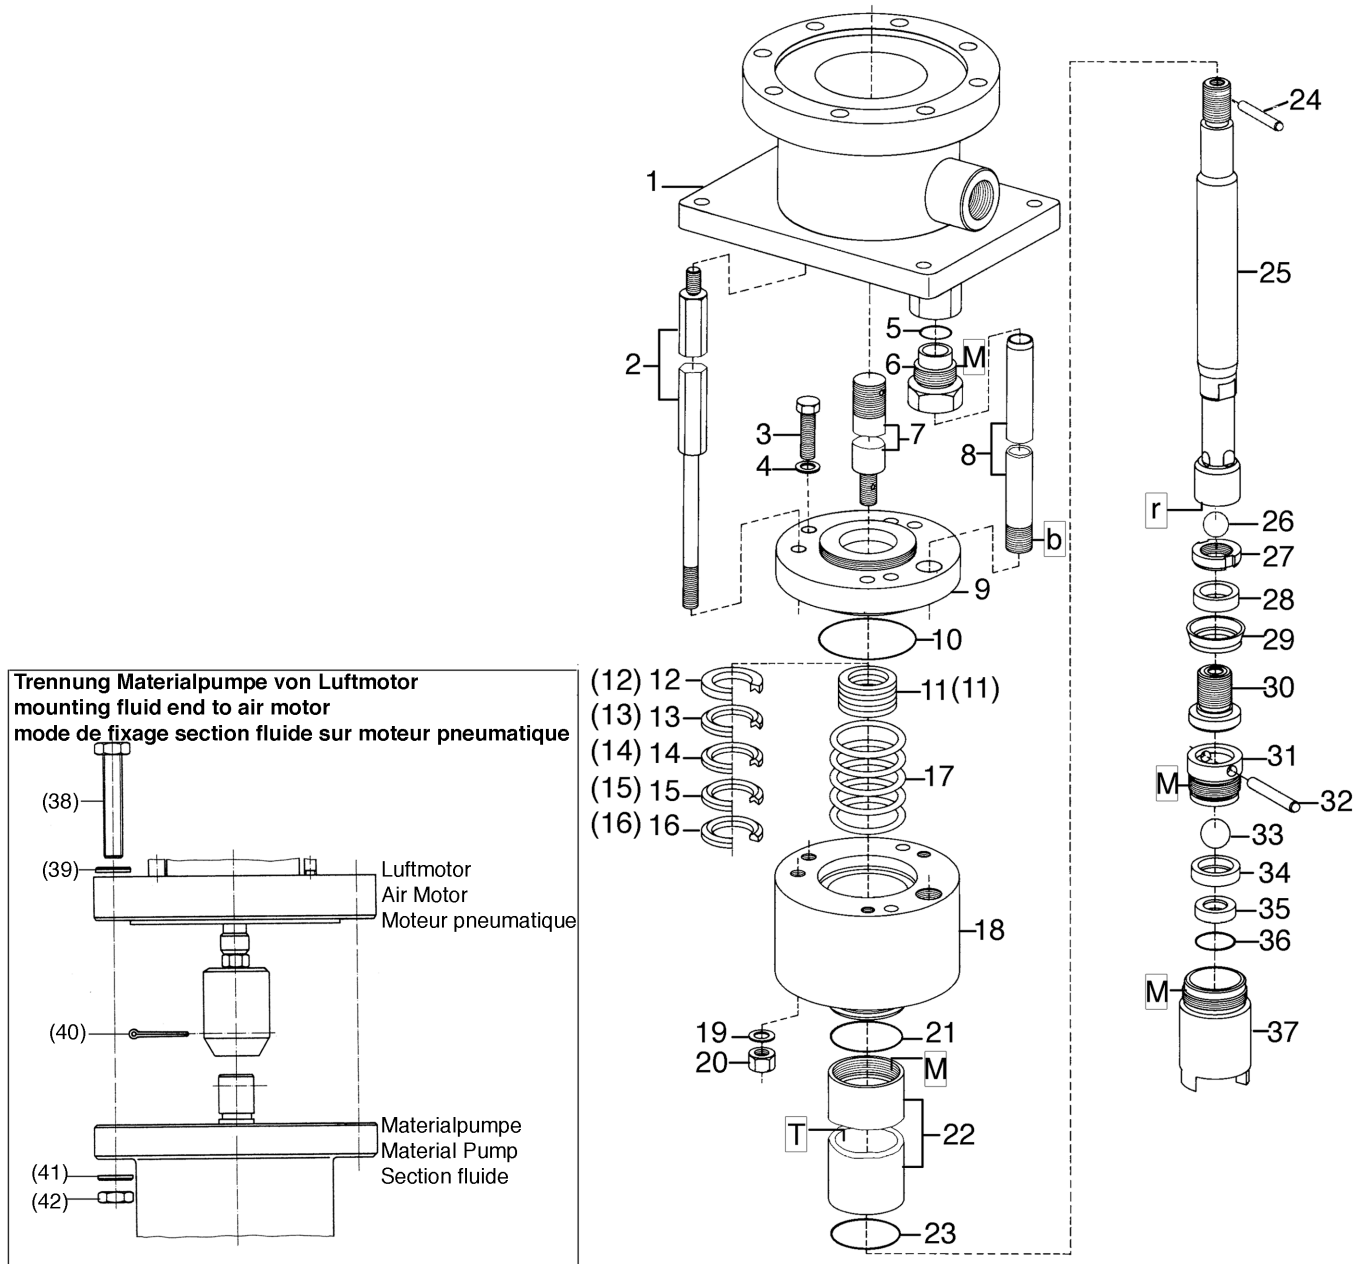 1
2
3
4
5
6
M
7
8
b
9
10
(12) 12
(13) 13
(14) 14
(15) 15
(16) 16
11(11)
17
18
19
20
21
M
T
22
23
24
25
r
26
27
28
29
30
31
M
32
33
34
35
36
M
37
Trennung Materialpumpe von Luftmotor
mounting fluid end to air motor
mode de fixage section fluide sur moteur pneumatique
(38)
(39)
Luftmotor
Air Motor
Moteur pneumatique
(40)
Materialpumpe
Material Pump
Section fluide
(41)
(42)